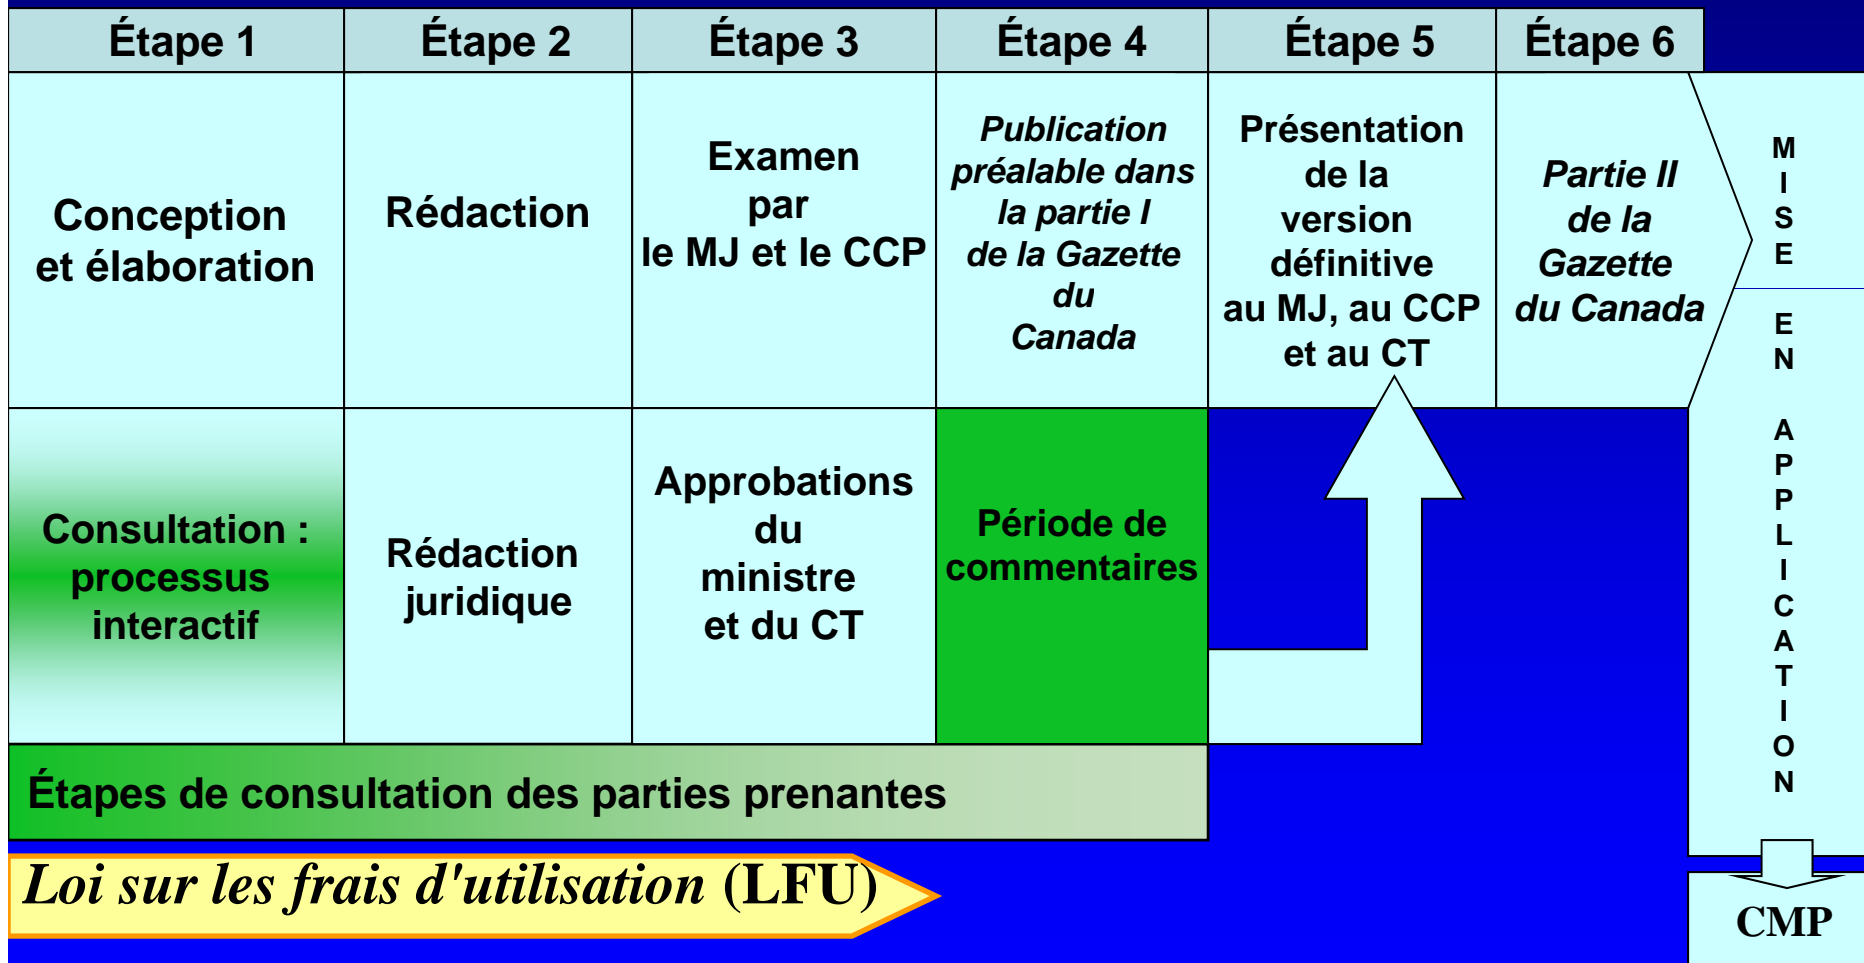 Étape 1
Étape 2
Étape 3
Étape 4
Étape 5
Étape 6
Conception
et élaboration
Rédaction
Examen
par
le MJ et le CCP
Publication
préalable dans
la partie I
de la Gazette
du
Canada
Présentation
de la
version
définitive
au MJ, au CCP
et au CT
Partie II
de la
Gazette
du Canada
M
I
S
E
E
N
A
P
P
L
I
C
A
T
I
O
N
Consultation :
processus
interactif
Rédaction
juridique
Approbations
du
ministre
et du CT
Période de
commentaires
Étapes de consultation des parties prenantes
Loi sur les frais d'utilisation (LFU)
CMP